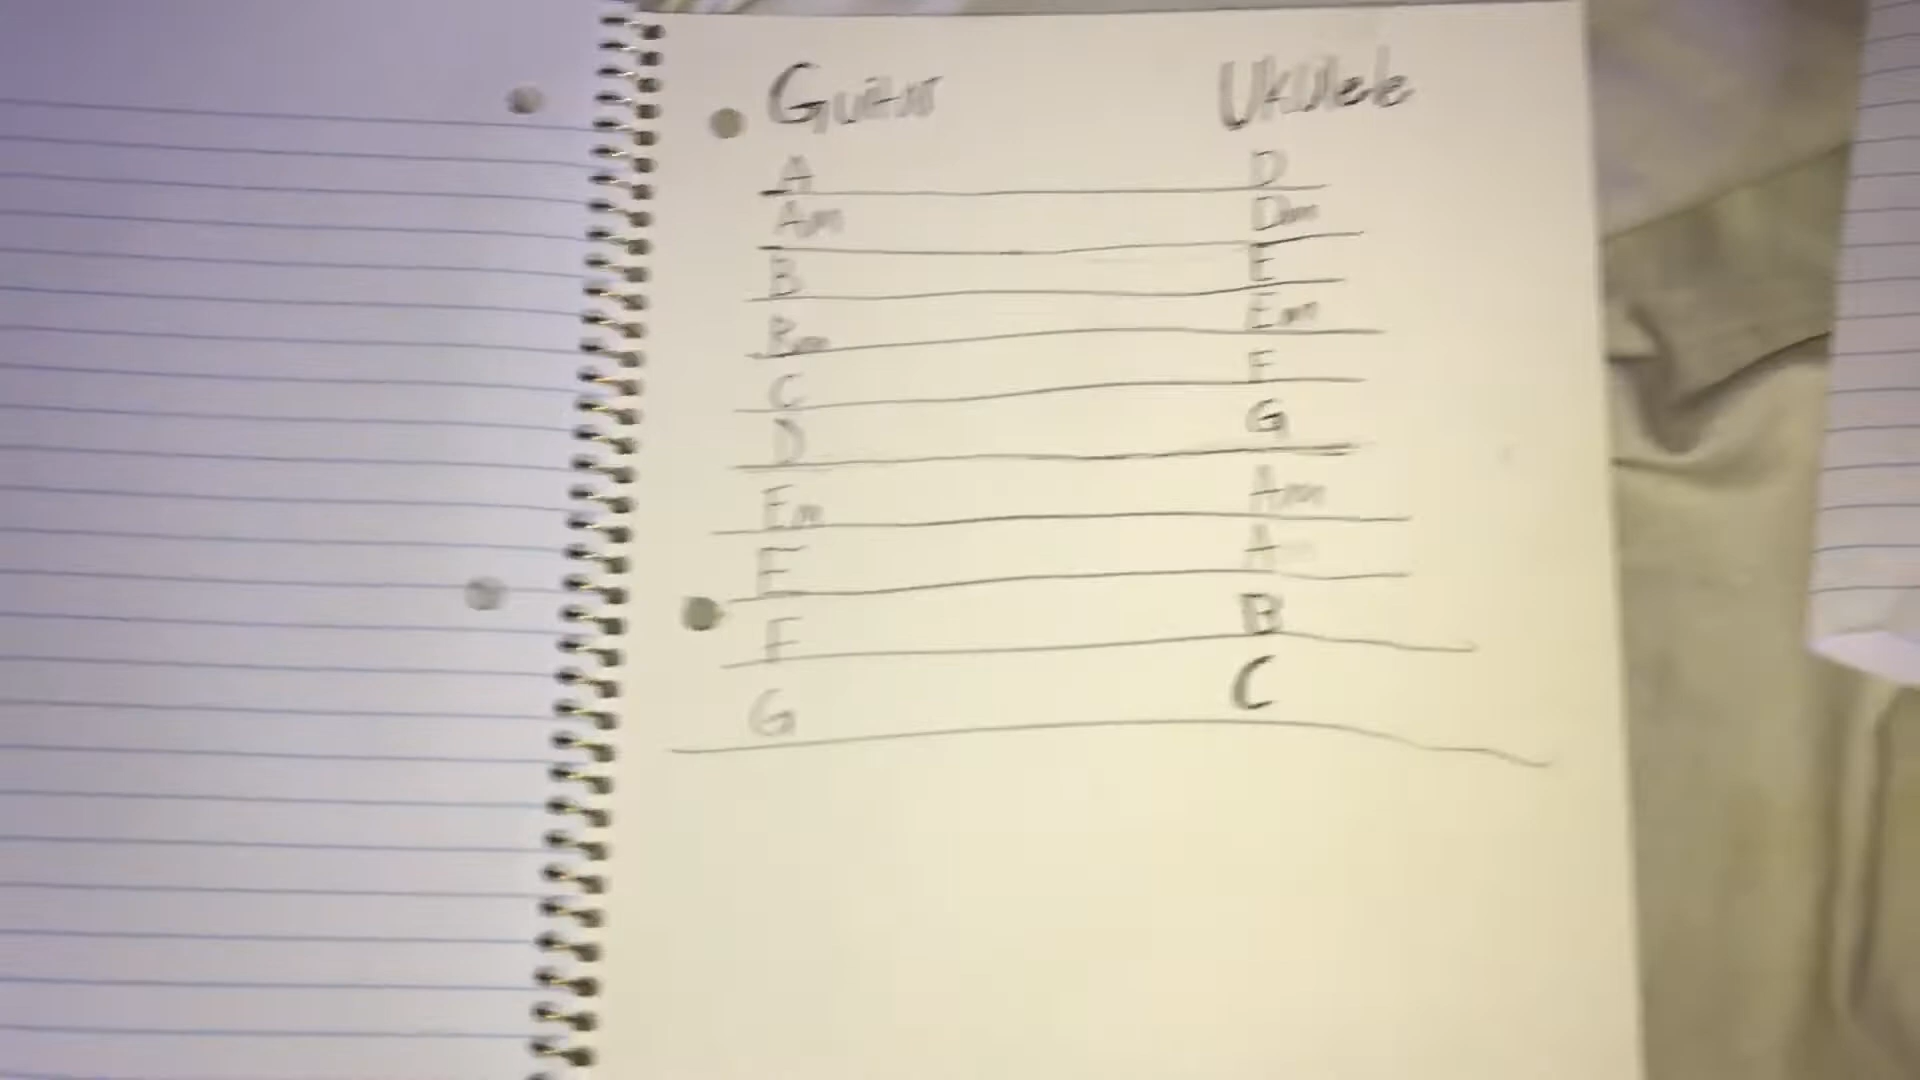 Guitar Ukulele
A D
Am Dm
B E
Bm Em
C F
D G
Em Am
E A
F B
G C